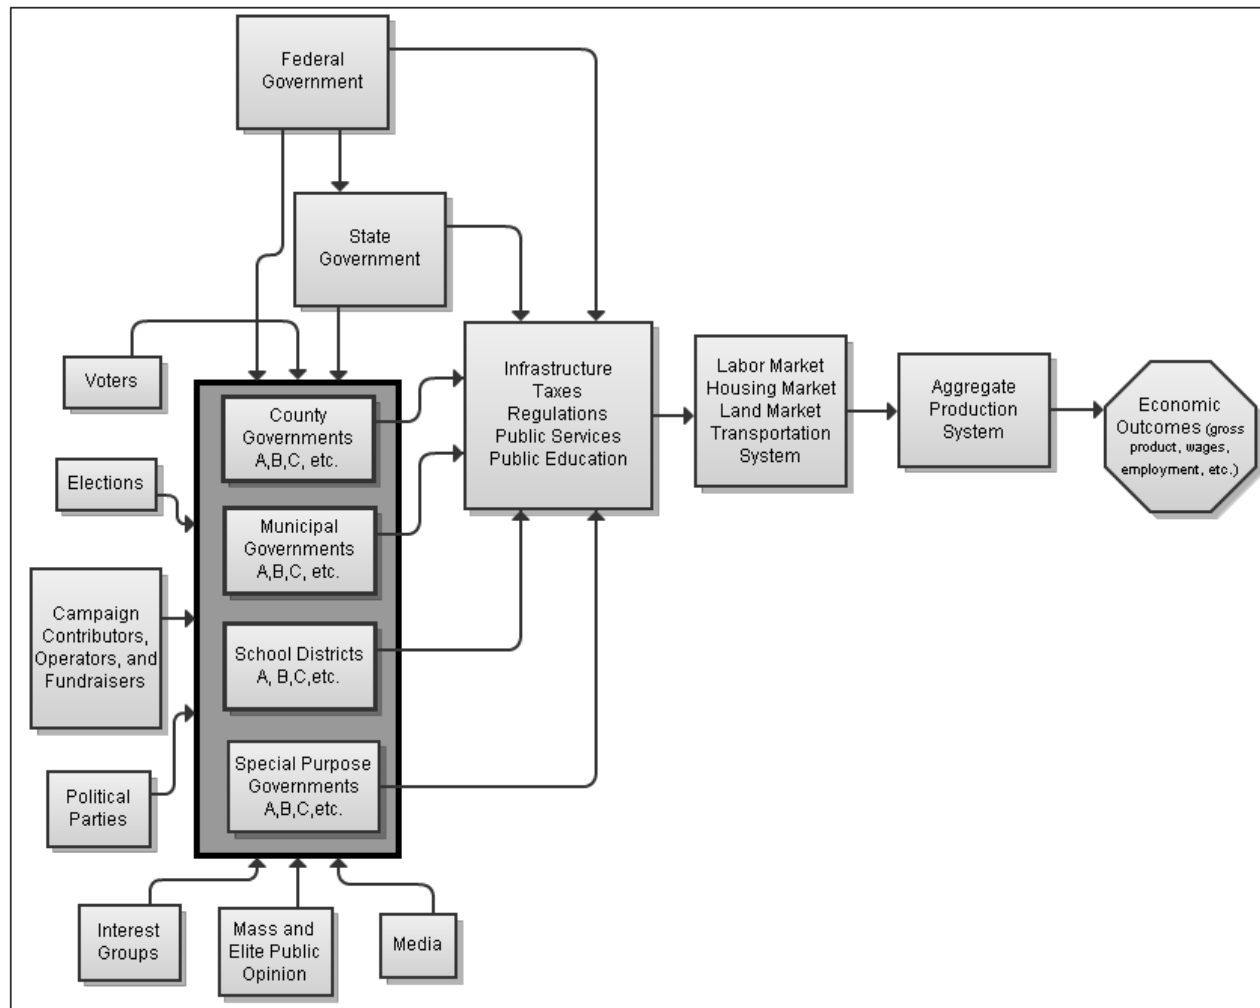 Federal
Government
State
Government
Voters
County
Governments
A,B,C, etc.
Infrastructure
Taxes
Regulations
Public Services
Public Education
Labor Market
Housing Market
Land Market
Transportation
System
Aggregate
Production
System
Economic
Outcomes (gross
product, wages,
employment, etc.)
Elections
Municipal
Governments
A,B,C, etc.
Campaign
Contributors,
Operators, and
Fundraisers
School Districts
A, B,C,etc.
Political
Parties
Special Purpose
Governments
A,B,C,etc.
Interest
Groups
Mass and
Elite Public
Opinion
Media